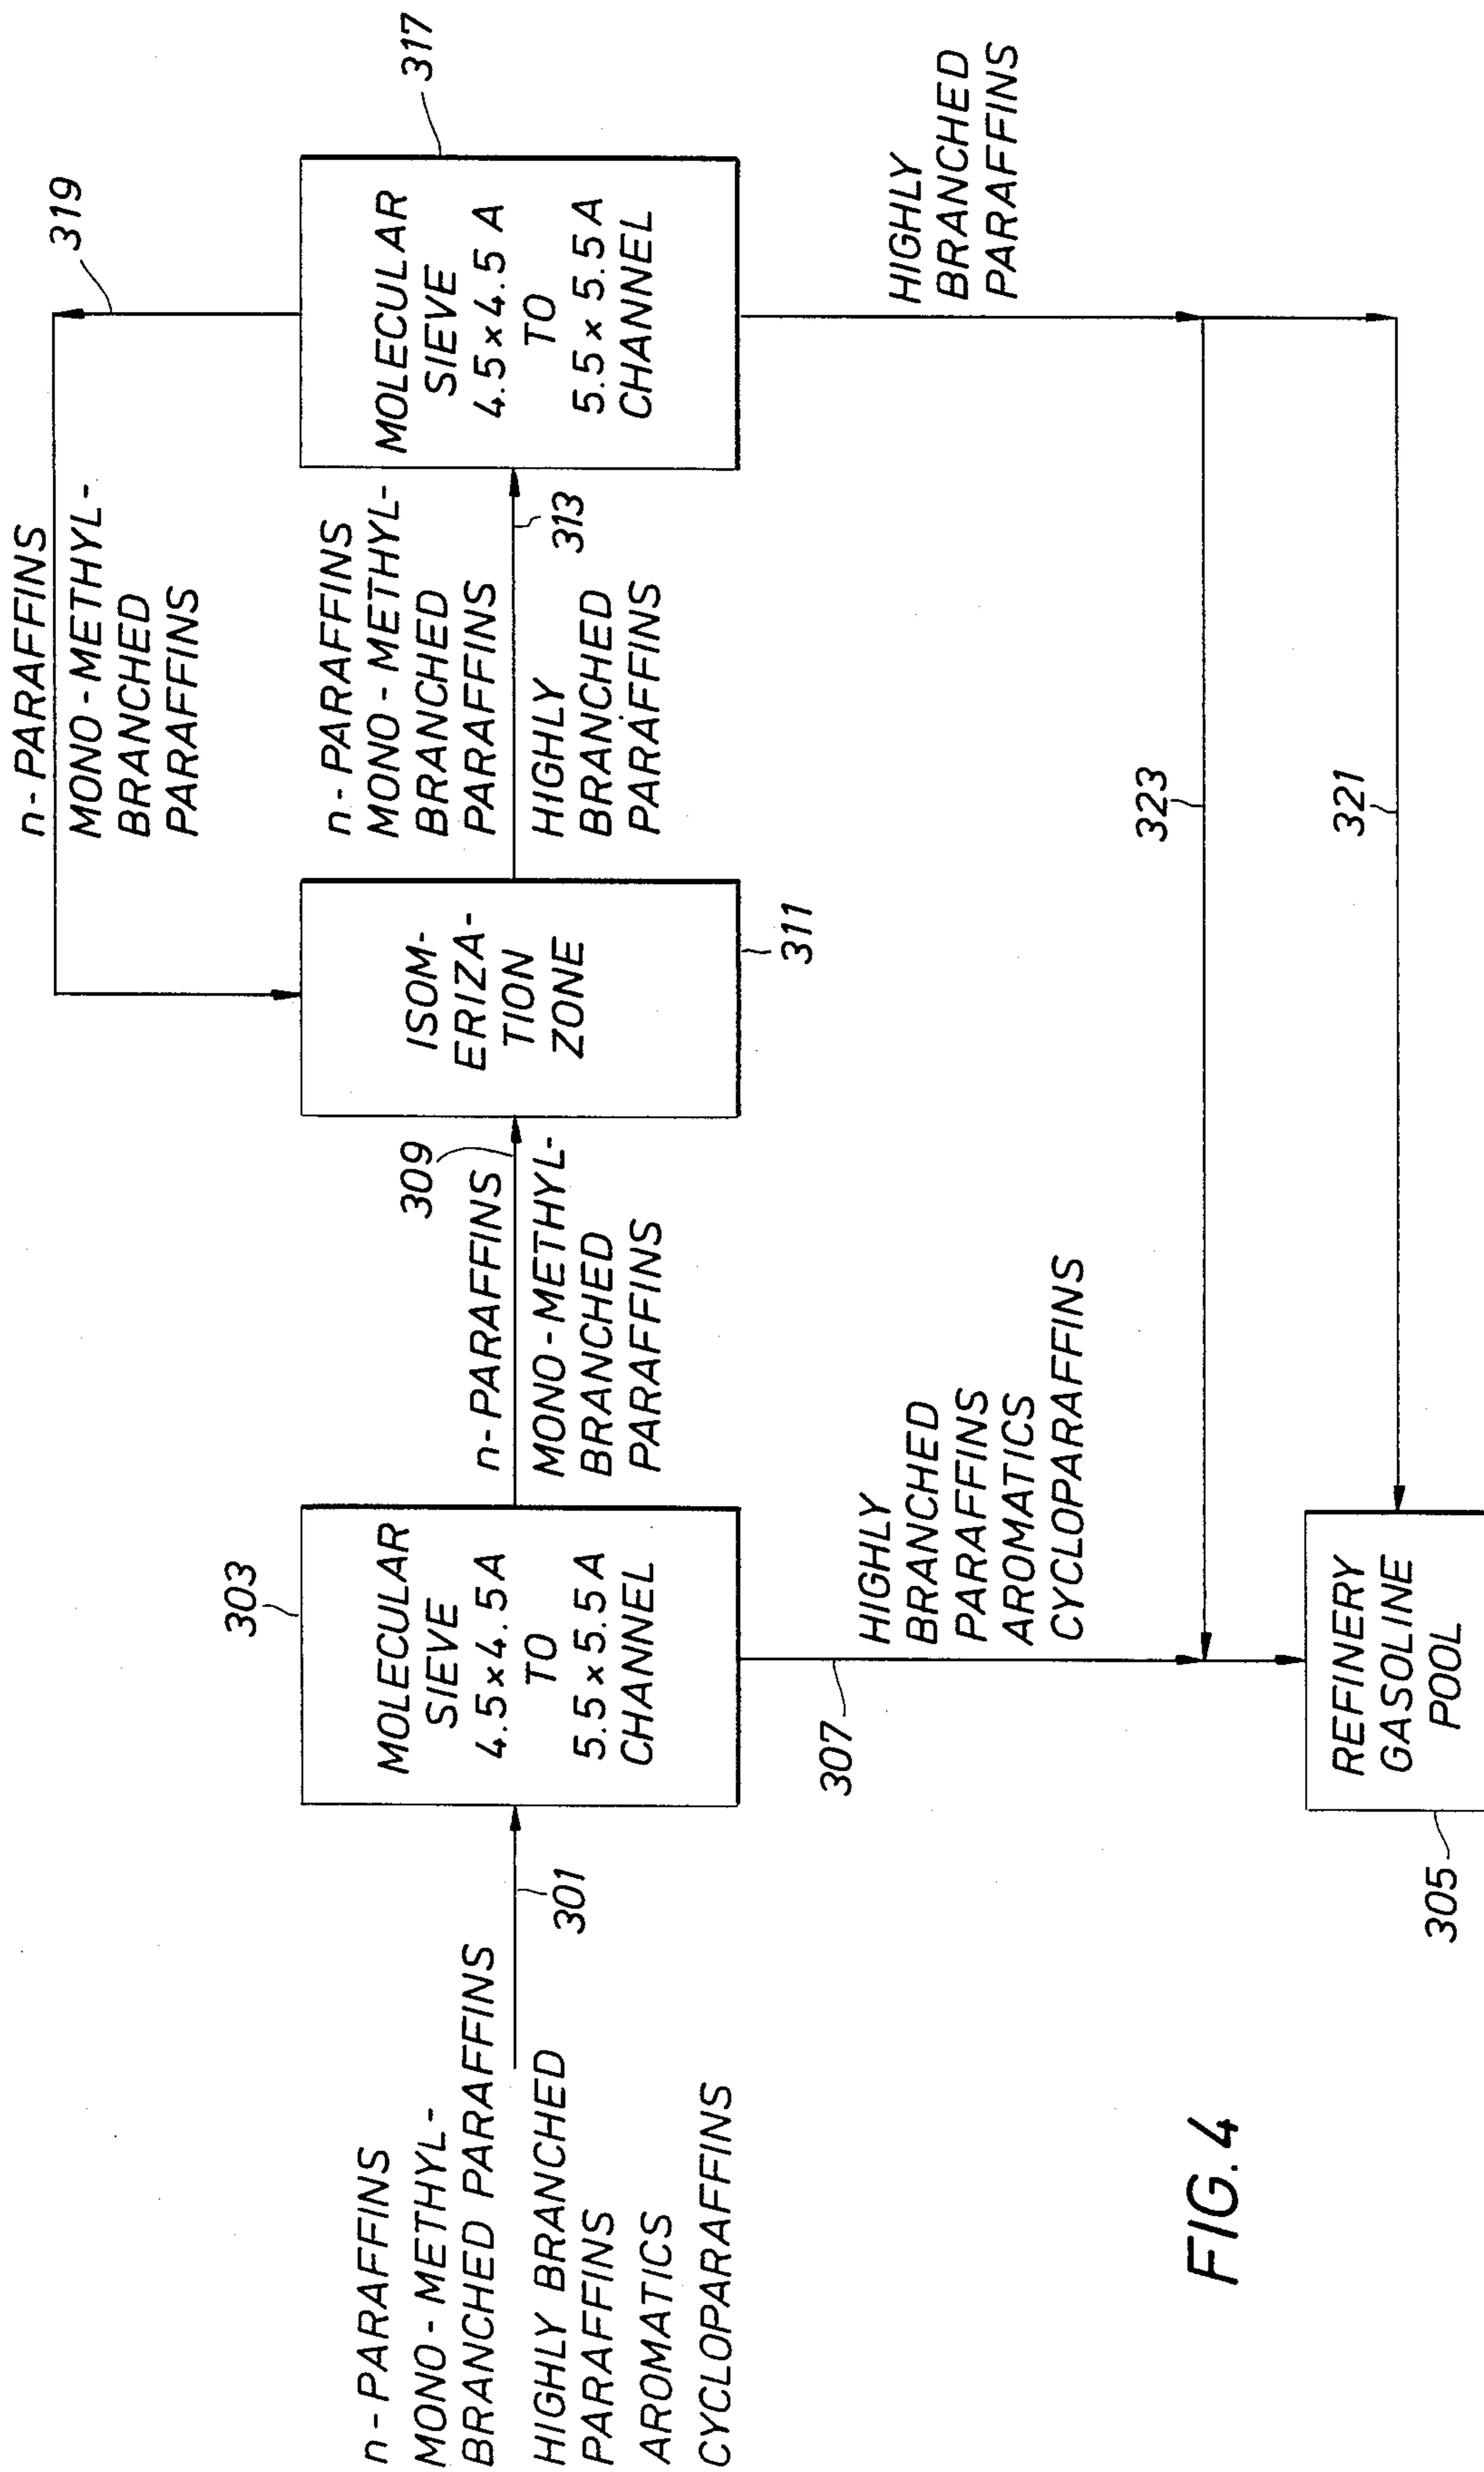 n-PARAFFINS
MONO-METHYL-
BRANCHED PARAFFINS
HIGHLY BRANCHED
PARAFFINS
AROMATICS
CYCLOPARAFFINS
301
303
MOLECULAR
SIEVE
4.5×4.5A
TO
5.5×5.5A
CHANNEL
307
HIGHLY
BRANCHED
PARAFFINS
AROMATICS
CYCLOPARAFFINS
309
n-PARAFFINS
MONO-METHYL-
BRANCHED
PARAFFINS
ISOM-
ERIZA-
TION
ZONE
311
n-PARAFFINS
MONO-METHYL-
BRANCHED
PARAFFINS
HIGHLY
BRANCHED
PARAFFINS
313
n-PARAFFINS
MONO-METHYL-
BRANCHED
PARAFFINS
319
317
MOLECULAR
SIEVE
4.5×4.5A
TO
5.5×5.5A
CHANNEL
HIGHLY
BRANCHED
PARAFFINS
323
321
REFINERY
GASOLINE
POOL
305
FIG. 4